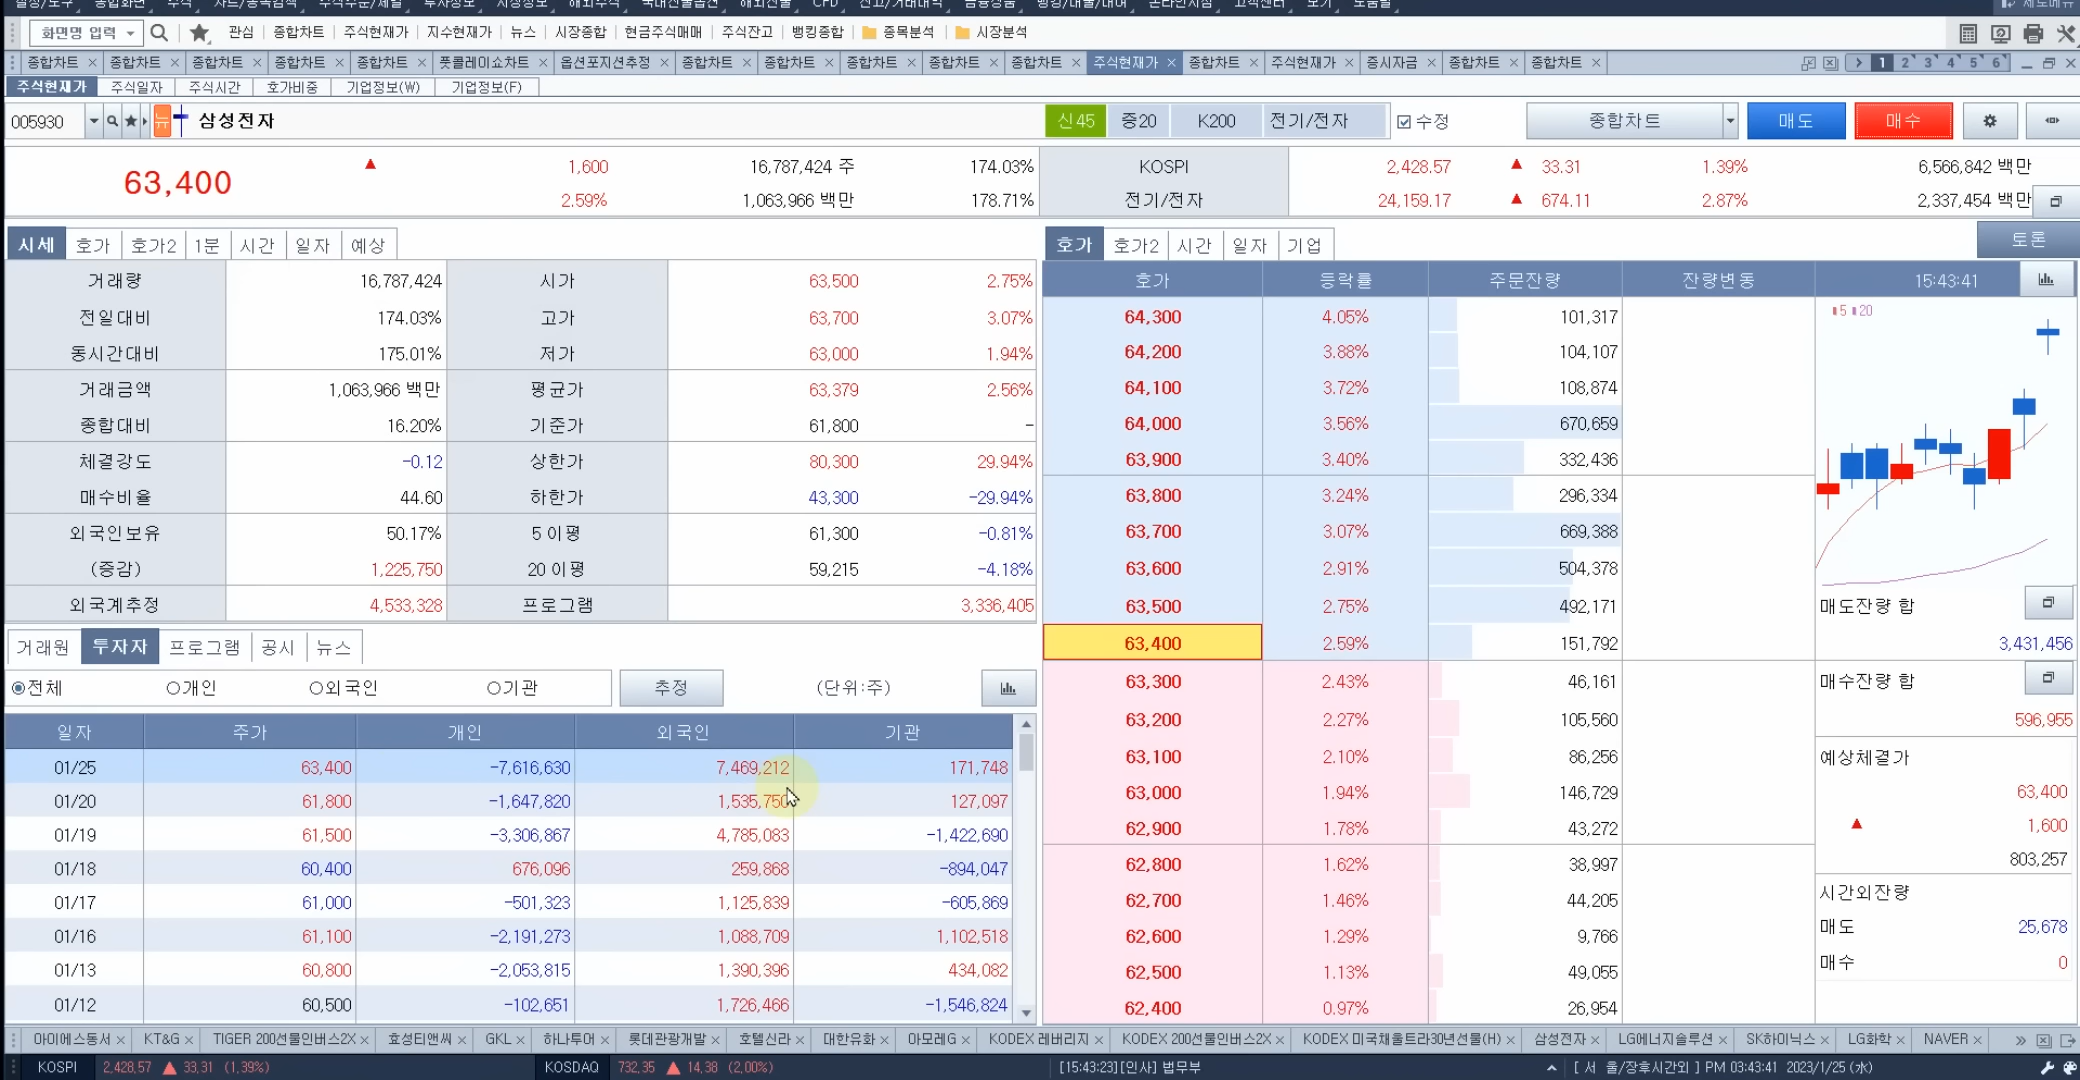 화면명 입력 관심 종합차트 주식현재가 지수현재가 뉴스 시장종합 현금주식매매 주식잔고 뱅킹종합 종목분석 시장분석
종합차트 × 종합차트 × 종합차트 × 종합차트 × 종합차트 × 풋콜레이쇼차트 × 옵션포지션추정 × 종합차트 × 종합차트 × 종합차트 × 종합차트 × 종합차트 × 주식현재가 × 종합차트 × 주식현재가 × 증시자금 × 종합차트 × 종합차트 × 1 2 3 4 5 6
주식현재가 주식일자 주식시간 호가비중 기업정보(W) 기업정보(F)
005930 뉴 삼성전자 신45 증20 K200 전기/전자 수정 종합차트 매도 매수
63,400 ▲ 1,600 16,787,424 주 174.03% KOSPI 2,428.57 ▲ 33.31 1.39% 6,566,842 백만
2.59% 1,063,966 백만 178.71% 전기/전자 24,159.17 ▲ 674.11 2.87% 2,337,454 백만
토론
시세 호가 호가2 1분 시간 일자 예상
거래량 16,787,424 시가 63,500 2.75%
전일대비 174.03% 고가 63,700 3.07%
동시간대비 175.01% 저가 63,000 1.94%
거래금액 1,063,966 백만 평균가 63,379 2.56%
종합대비 16.20% 기준가 61,800 -
체결강도 -0.12 상한가 80,300 29.94%
매수비율 44.60 하한가 43,300 -29.94%
외국인보유 50.17% 5 이평 61,300 -0.81%
(증감) 1,225,750 20 이평 59,215 -4.18%
외국계추정 4,533,328 프로그램 3,336,405
거래원 투자자 프로그램 공시 뉴스
전체 개인 외국인 기관 추정 (단위:주)
일자 주가 개인 외국인 기관
01/25 63,400 -7,616,630 7,469,212 171,748
01/20 61,800 -1,647,820 1,535,750 127,097
01/19 61,500 -3,306,867 4,785,083 -1,422,690
01/18 60,400 676,096 259,868 -894,047
01/17 61,000 -501,323 1,125,839 -605,869
01/16 61,100 -2,191,273 1,088,709 1,102,518
01/13 60,800 -2,053,815 1,390,396 434,082
01/12 60,500 -102,651 1,726,466 -1,546,824
호가 호가2 시간 일자 기업
호가 등락률 주문잔량 잔량변동 15:43:41
64,300 4.05% 101,317
64,200 3.88% 104,107
64,100 3.72% 108,874
64,000 3.56% 670,659
63,900 3.40% 332,436
63,800 3.24% 296,334
63,700 3.07% 669,388
63,600 2.91% 504,378
63,500 2.75% 492,171
63,400 2.59% 151,792
63,300 2.43% 46,161
63,200 2.27% 105,560
63,100 2.10% 86,256
63,000 1.94% 146,729
62,900 1.78% 43,272
62,800 1.62% 38,997
62,700 1.46% 44,205
62,600 1.29% 9,766
62,500 1.13% 49,055
62,400 0.97% 26,954
5 20
매도잔량 합
3,431,456
매수잔량 합
596,955
예상체결가
63,400
▲ 1,600
803,257
시간외잔량
매도 25,678
매수 0
아이에스동서 × KT&G × TIGER 200선물인버스2X × 효성티앤씨 × GKL × 하나투어 × 롯데관광개발 × 호텔신라 × 대한유화 × 아모레G × KODEX 레버리지 × KODEX 200선물인버스2X × KODEX 미국채울트라30년선물(H) × 삼성전자 × LG에너지솔루션 × SK하이닉스 × LG화학 × NAVER ×
KOSPI 2,428.57 ▲ 33.31 (1.39%) KOSDAQ 732.35 ▲ 14.38 (2.00%) [15:43:23][인사] 법무부 [ 서 울/장후시간외 ] PM 03:43:41 2023/1/25 (水)